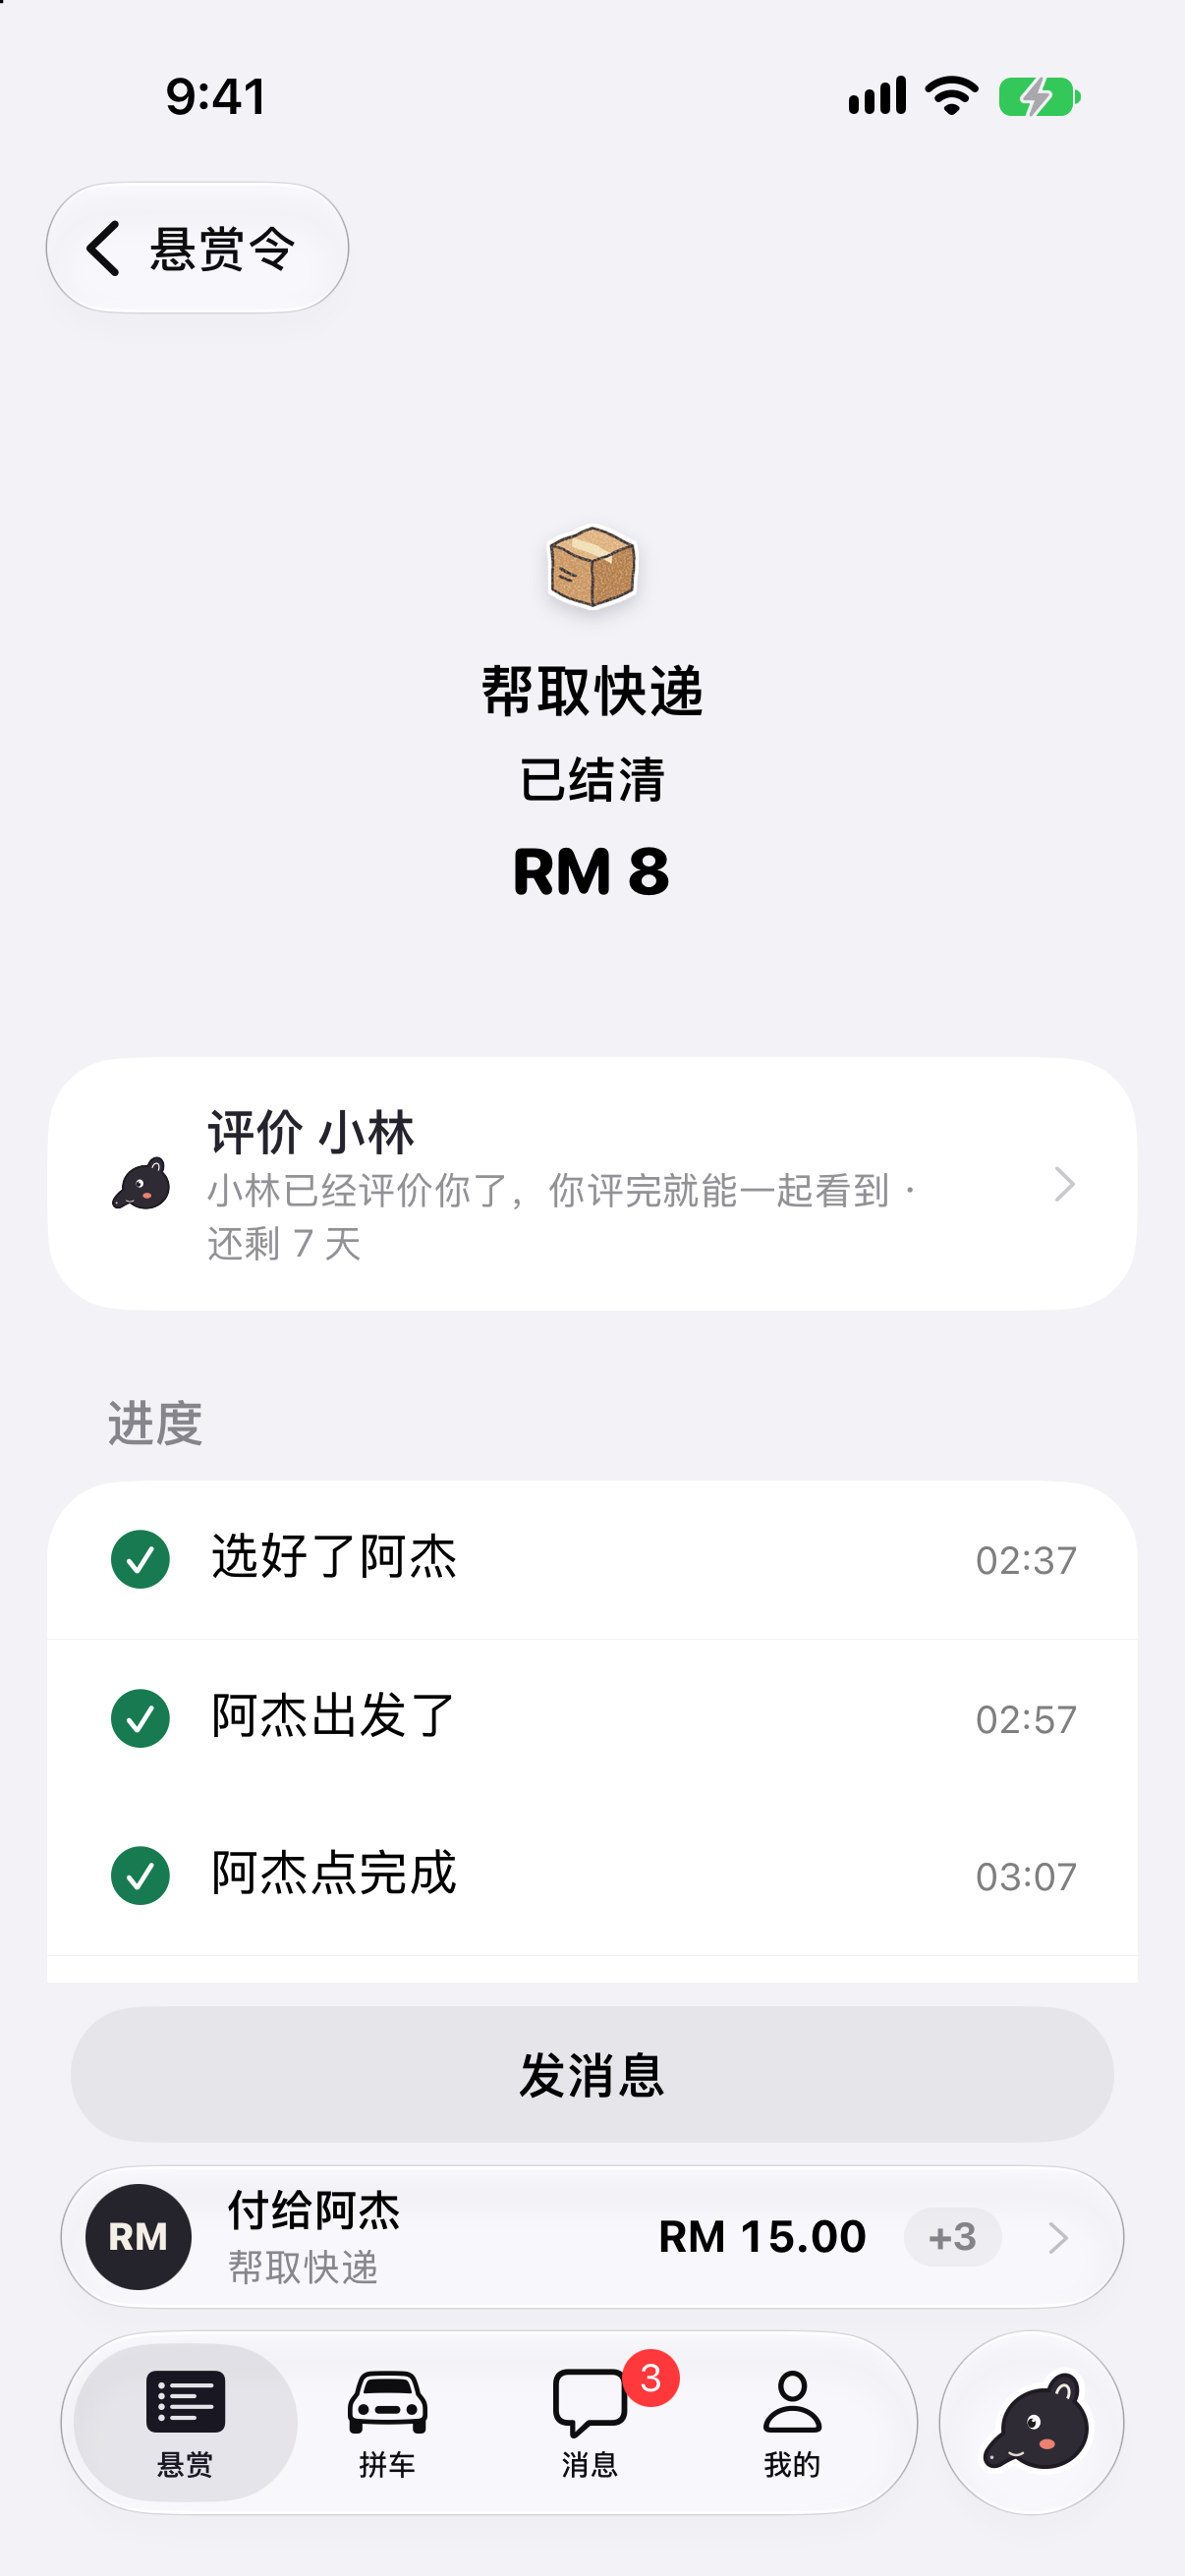 9:41
悬赏令
帮取快递
已结清
RM 8
评价 小林
小林已经评价你了，你评完就能一起看到 ·
还剩 7 天
进度
选好了阿杰
02:37
阿杰出发了
02:57
阿杰点完成
03:07
发消息
RM
付给阿杰
帮取快递
RM 15.00
+3
3
悬赏
拼车
消息
我的